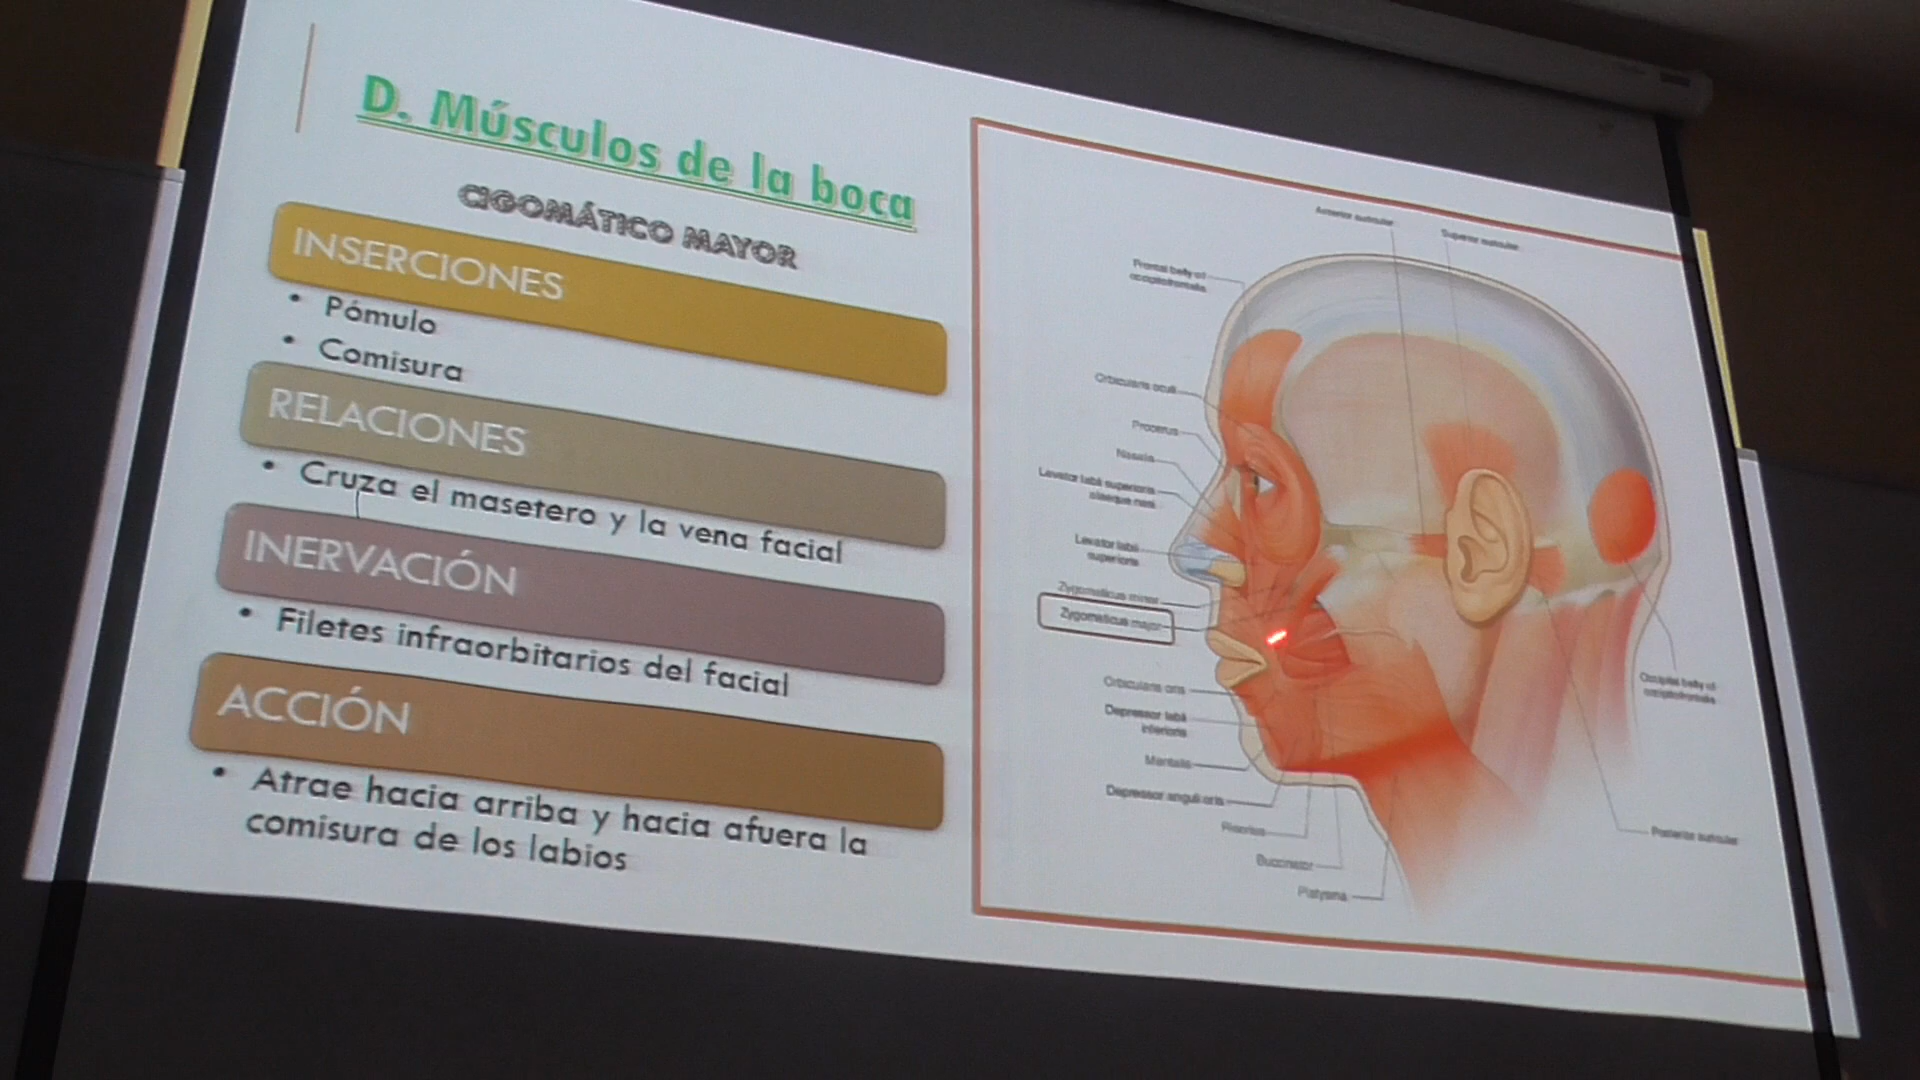 D. Músculos de la boca
CIGOMÁTICO MAYOR
INSERCIONES
• Pómulo
• Comisura
RELACIONES
• Cruza el masetero y la vena facial
INERVACIÓN
• Filetes infraorbitarios del facial
ACCIÓN
• Atrae hacia arriba y hacia afuera la
comisura de los labios
Anterior auricular
Superior auricular
Frontal belly of
occipitofrontalis
Orbicularis oculi
Procerus
Nasalis
Levator labii superioris
alaeque nasi
Levator labii
superioris
Zygomaticus minor
Zygomaticus major
Orbicularis oris
Depressor labii
inferioris
Mentalis
Depressor anguli oris
Risorius
Buccinator
Platysma
Occipital belly of
occipitofrontalis
Posterior auricular